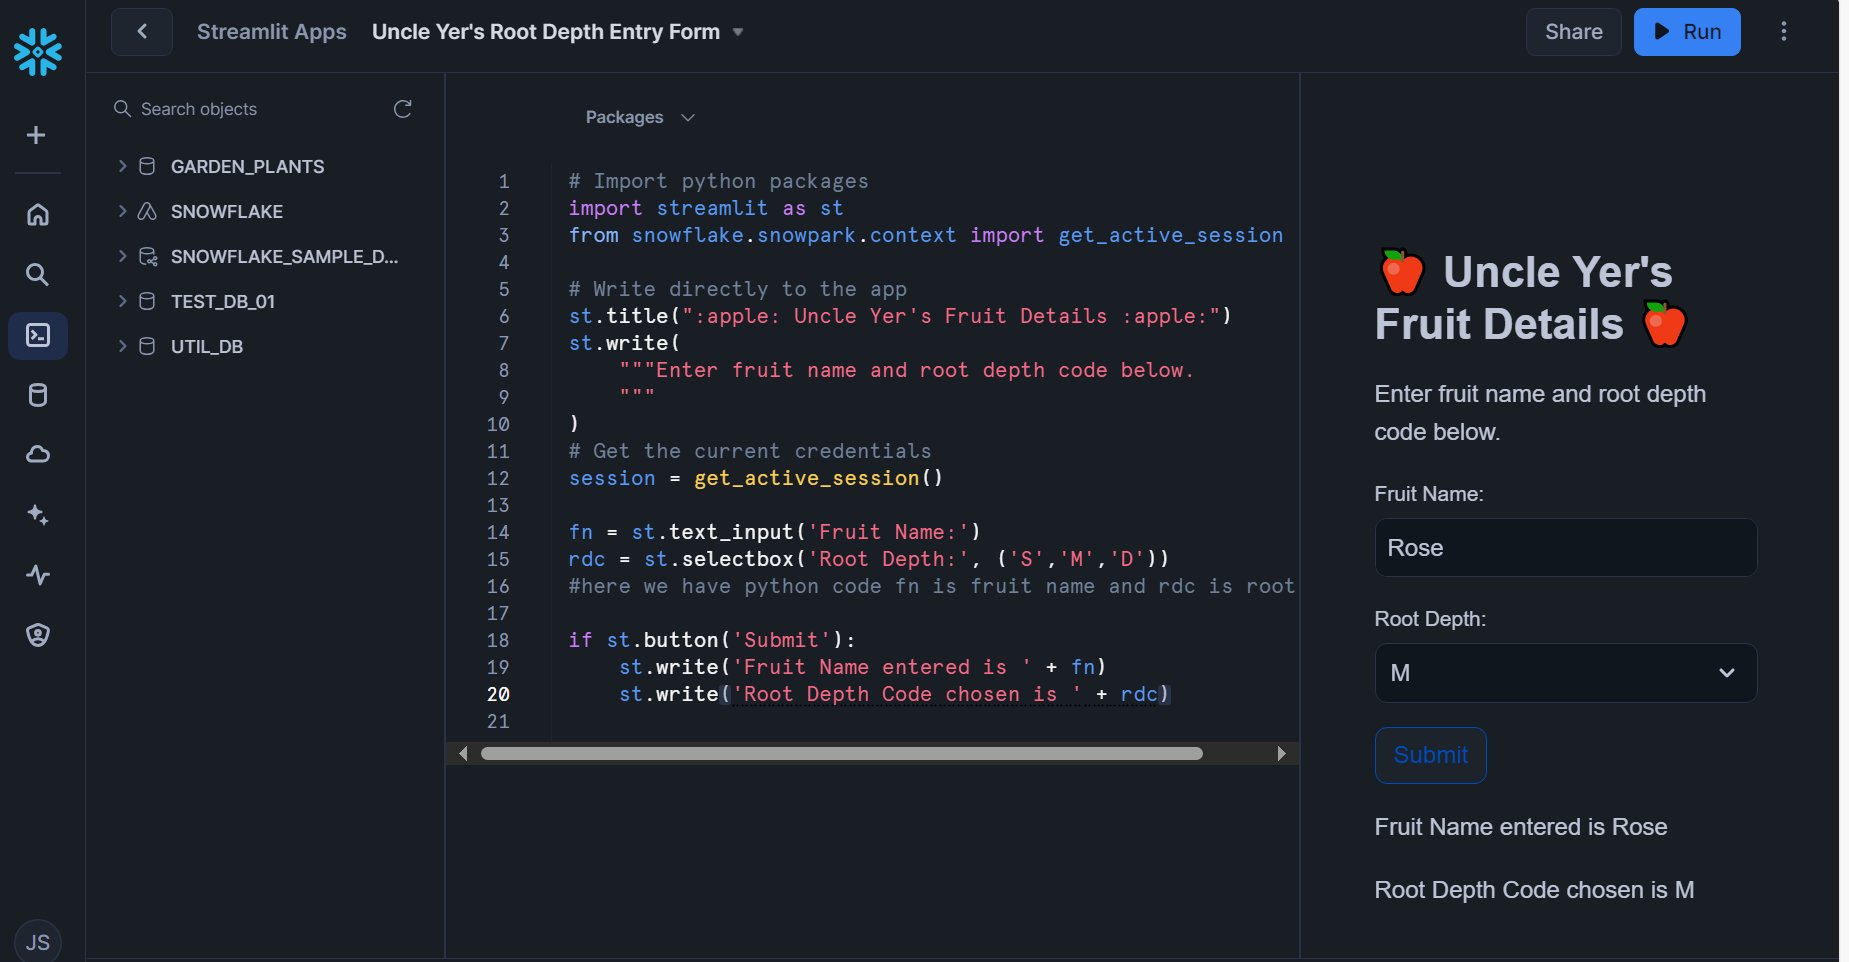 Streamlit Apps
Uncle Yer's Root Depth Entry Form
Share
Run
Search objects
GARDEN_PLANTS
SNOWFLAKE
SNOWFLAKE_SAMPLE_D...
TEST_DB_01
UTIL_DB
JS
Packages
1 # Import python packages
2 import streamlit as st
3 from snowflake.snowpark.context import get_active_session
4
5 # Write directly to the app
6 st.title(":apple: Uncle Yer's Fruit Details :apple:")
7 st.write(
8     """Enter fruit name and root depth code below.
9     """
10 )
11 # Get the current credentials
12 session = get_active_session()
13
14 fn = st.text_input('Fruit Name:')
15 rdc = st.selectbox('Root Depth:', ('S','M','D'))
16 #here we have python code fn is fruit name and rdc is root
17
18 if st.button('Submit'):
19     st.write('Fruit Name entered is ' + fn)
20     st.write('Root Depth Code chosen is ' + rdc)
21
🍎 Uncle Yer's
Fruit Details 🍎
Enter fruit name and root depth
code below.
Fruit Name:
Rose
Root Depth:
M
Submit
Fruit Name entered is Rose
Root Depth Code chosen is M